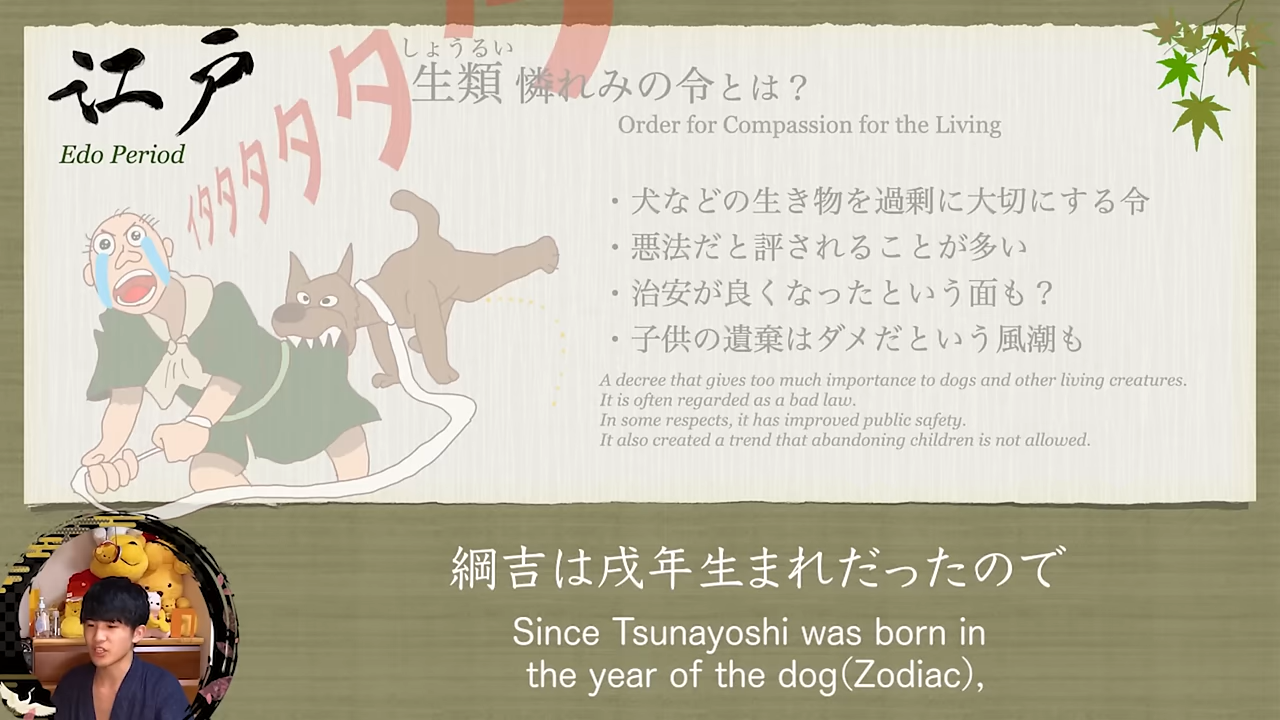 江戸
Edo Period
イタタタタタタ
しょうるい
生類 憐れみの令とは？
Order for Compassion for the Living
・犬などの生き物を過剰に大切にする令
・悪法だと評されることが多い
・治安が良くなったという面も？
・子供の遺棄はダメだという風潮も
A decree that gives too much importance to dogs and other living creatures.
It is often regarded as a bad law.
In some respects, it has improved public safety.
It also created a trend that abandoning children is not allowed.
綱吉は戌年生まれだったので
Since Tsunayoshi was born in
the year of the dog(Zodiac),